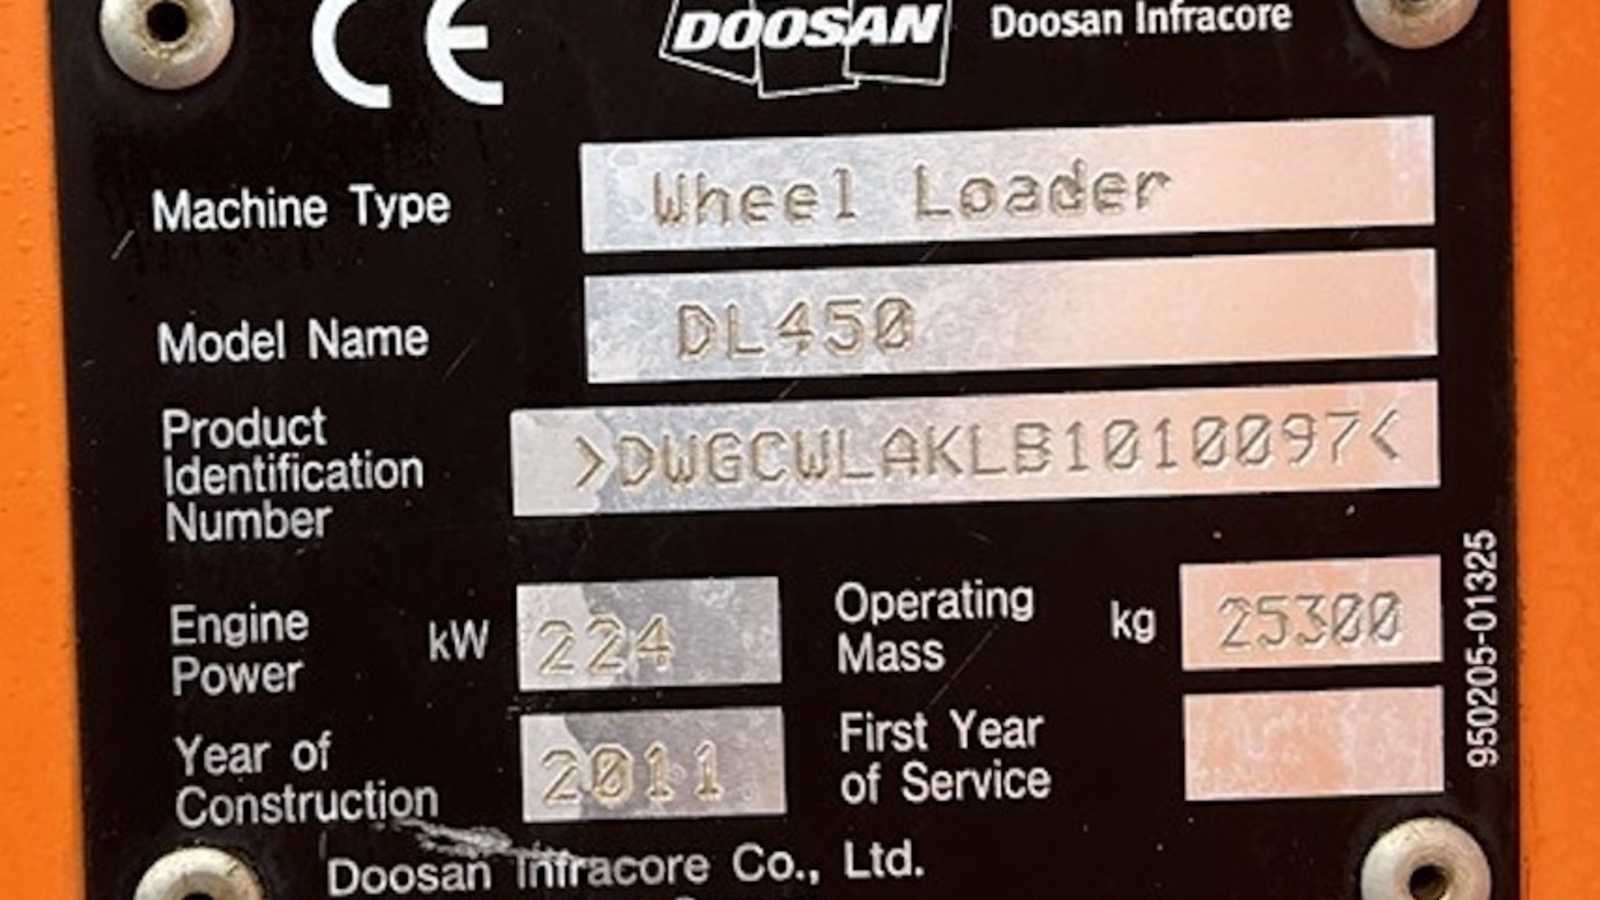 CE DOOSAN Doosan Infracore
Machine Type Wheel Loader
Model Name DL450
Product
Identification
Number
>DWGCWLAKLB1010097<
Engine
Power
kW 224
Operating
Mass
kg 25300
Year of
Construction
2011
First Year
of Service
950205-01325
Doosan Infracore Co., Ltd.